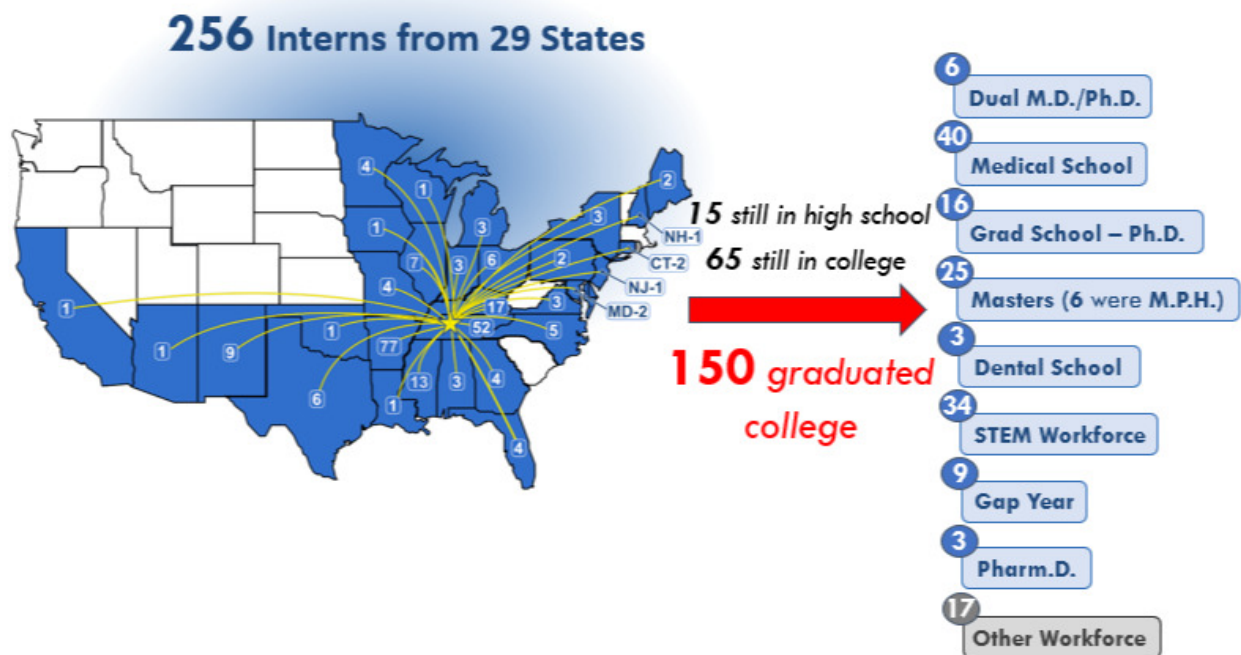 256 Interns from 29 States
4
1
2
3
3
NH-1
1
7
3
6
2
CT-2
NJ-1
4
17
3
MD-2
1
52
5
1
9
1
77
6
13
3
4
1
4
15 still in high school
65 still in college
150 graduated
college
6
Dual M.D./Ph.D.
40
Medical School
16
Grad School – Ph.D.
25
Masters (6 were M.P.H.)
3
Dental School
34
STEM Workforce
9
Gap Year
3
Pharm.D.
17
Other Workforce